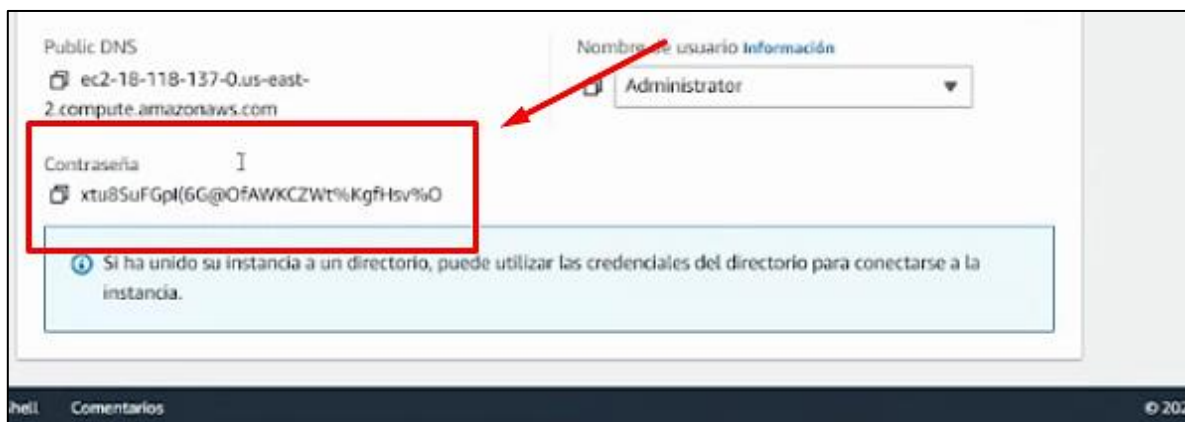 Public DNS
ec2-18-118-137-0.us-east-
2.compute.amazonaws.com
Nombre de usuario Información
Administrator
Contraseña
xtu8SuFGpI(6G@OfAWKCZWt%KgfHsv%O
Si ha unido su instancia a un directorio, puede utilizar las credenciales del directorio para conectarse a la
instancia.
Comentarios